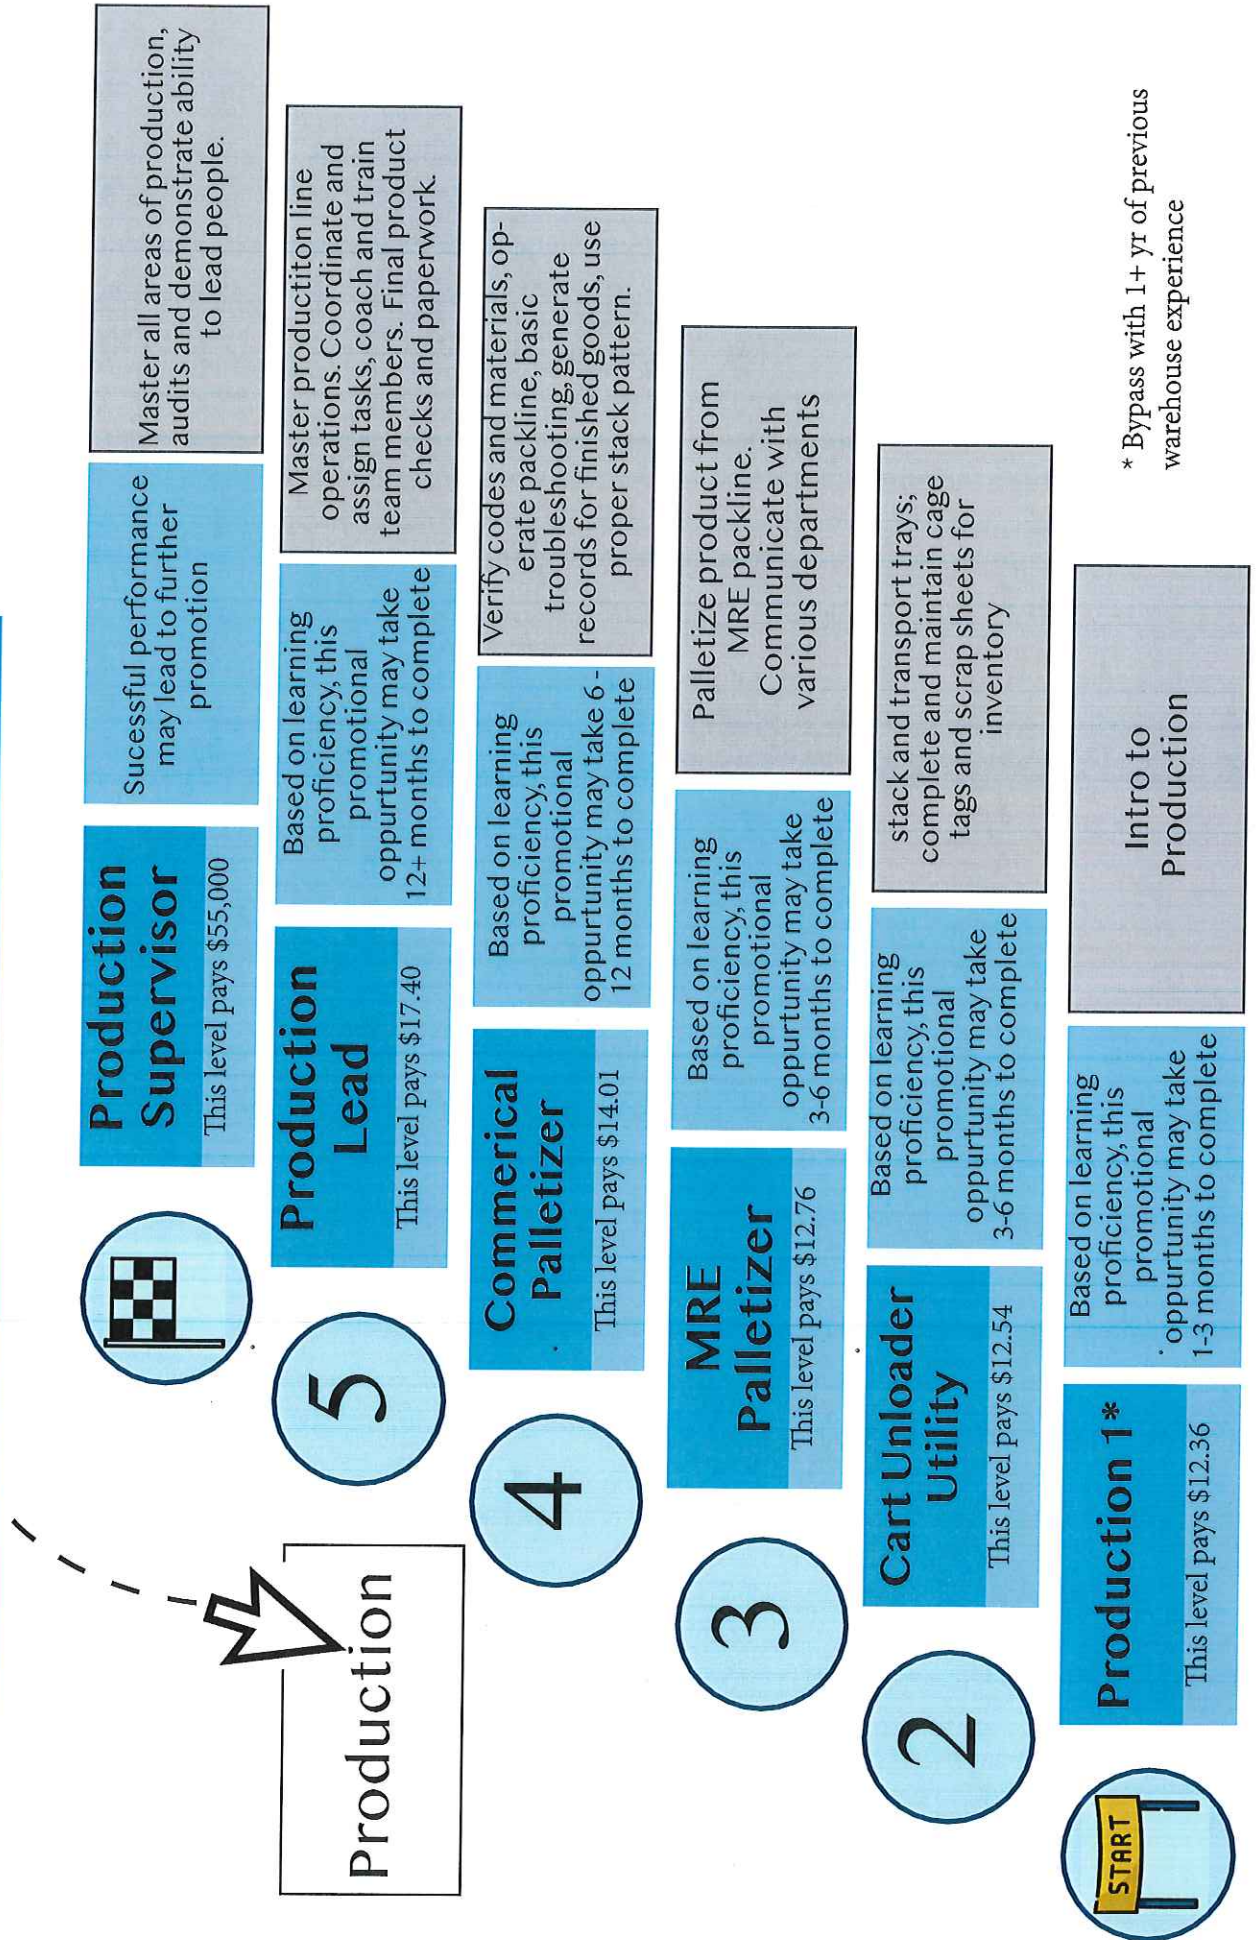 Production
Production
Supervisor
This level pays $55,000
Sucessful performance
may lead to further
promotion
Master all areas of production,
audits and demonstrate ability
to lead people.
5
Production
Lead
This level pays $17.40
Based on learning
proficiency, this
promotional
oppurtunity may take
12+ months to complete
Master productiton line
operations. Coordinate and
assign tasks, coach and train
team members. Final product
checks and paperwork.
4
Commerical
Palletizer
This level pays $14.01
Based on learning
proficiency, this
promotional
oppurtunity may take 6-
12 months to complete
Verify codes and materials, op-
erate packline, basic
troubleshooting, generate
records for finished goods, use
proper stack pattern.
3
MRE
Palletizer
This level pays $12.76
Based on learning
proficiency, this
promotional
oppurtunity may take
3-6 months to complete
Palletize product from
MRE packline.
Communicate with
various departments
2
Cart Unloader
Utility
This level pays $12.54
Based on learning
proficiency, this
promotional
oppurtunity may take
3-6 months to complete
stack and transport trays;
complete and maintain cage
tags and scrap sheets for
inventory
START
Production 1*
This level pays $12.36
Based on learning
proficiency, this
promotional
oppurtunity may take
1-3 months to complete
Intro to
Production
* Bypass with 1+ yr of previous
warehouse experience